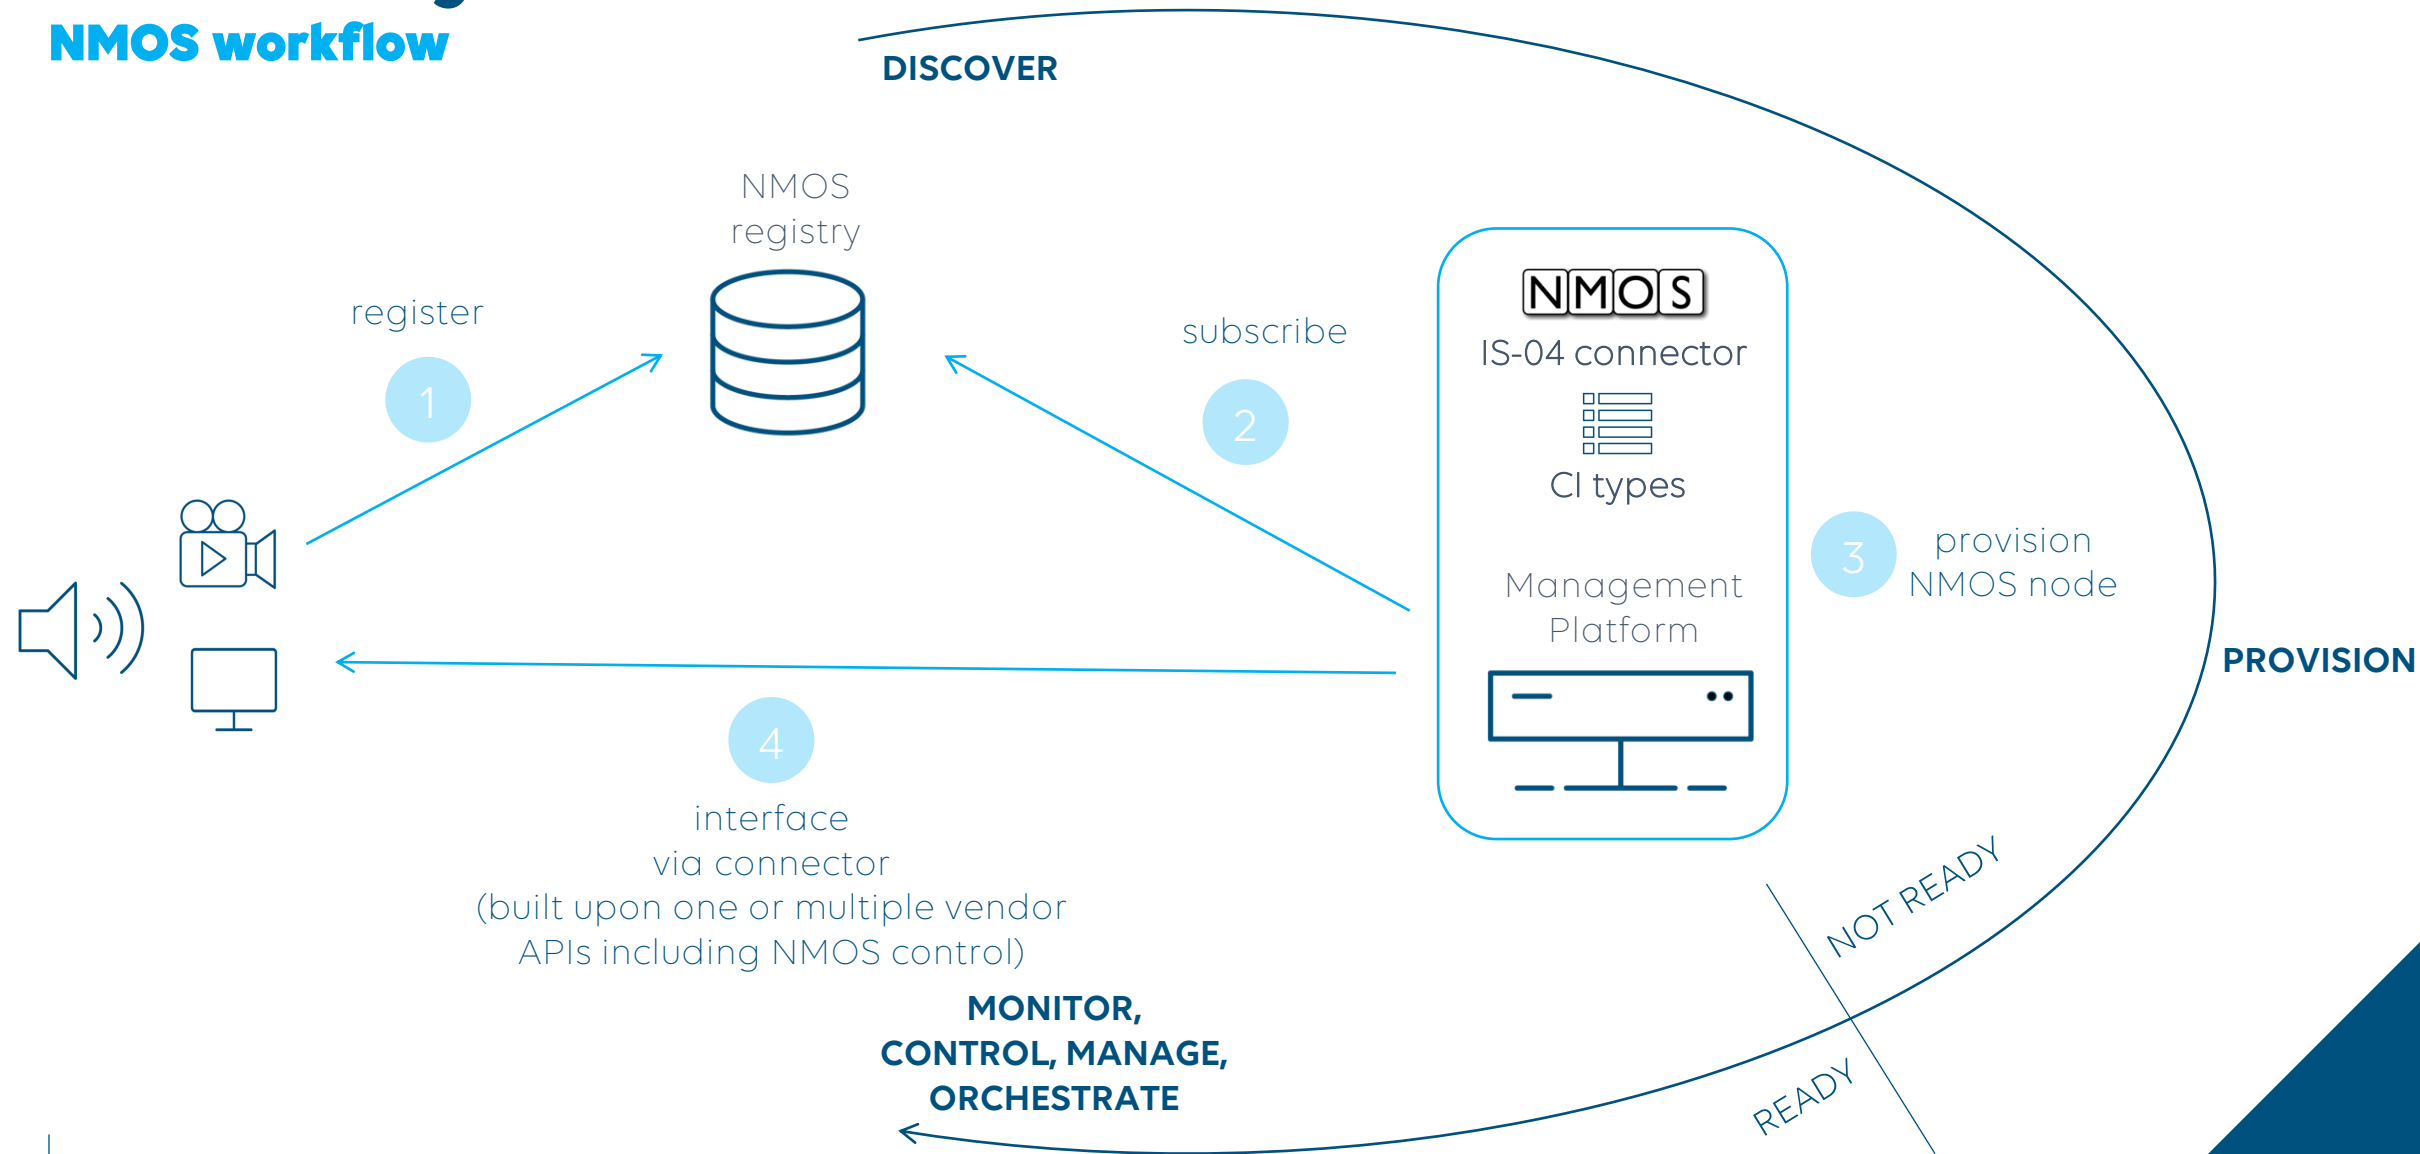 NMOS workflow
DISCOVER
NMOS
registry
register
1
subscribe
2
NMOS
IS-04 connector
CI types
Management
Platform
3
provision
NMOS node
PROVISION
4
interface
via connector
(built upon one or multiple vendor
APIs including NMOS control)
MONITOR,
CONTROL, MANAGE,
ORCHESTRATE
NOT READY
READY